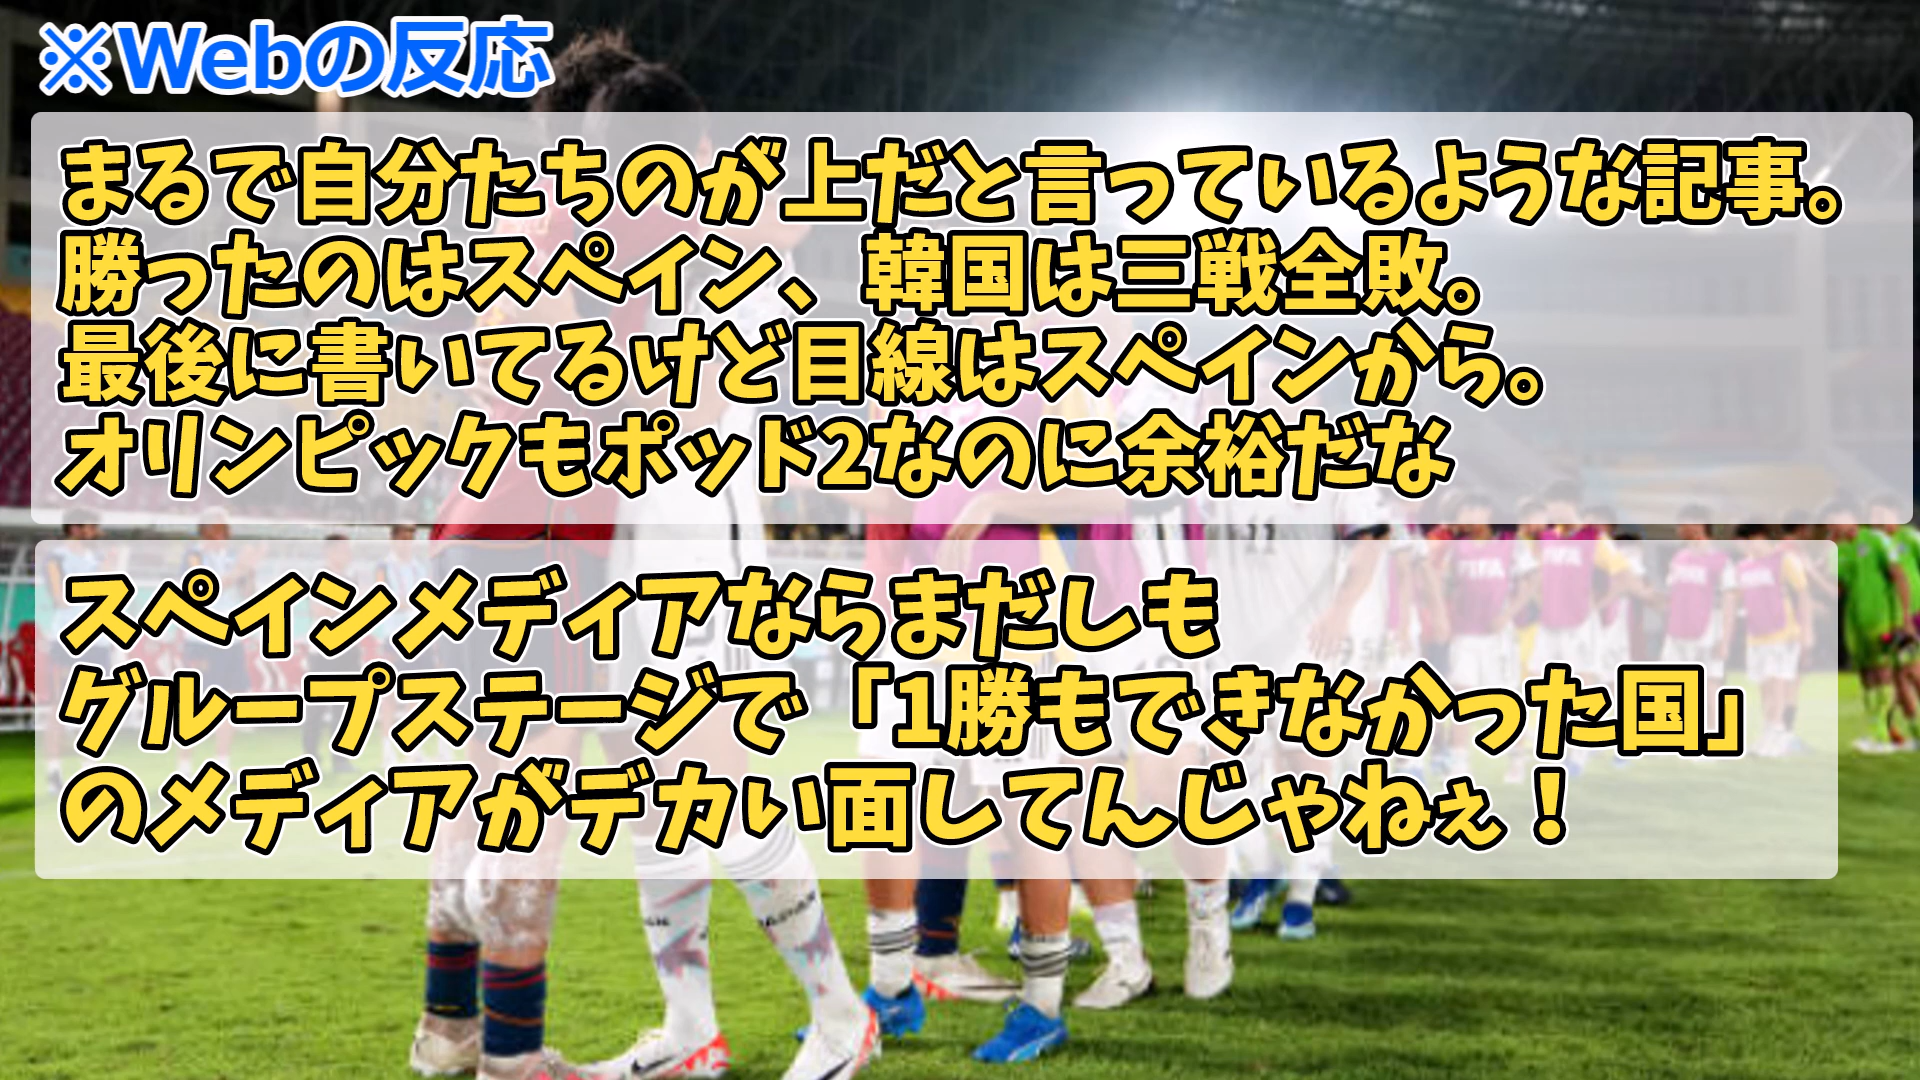 ※Webの反応
まるで自分たちのが上だと言っているような記事。
勝ったのはスペイン、韓国は三戦全敗。
最後に書いてるけど目線はスペインから。
オリンピックもポッド2なのに余裕だな
スペインメディアならまだしも
グループステージで「1勝もできなかった国」
のメディアがデカい面してんじゃねぇ！
11
FIFA